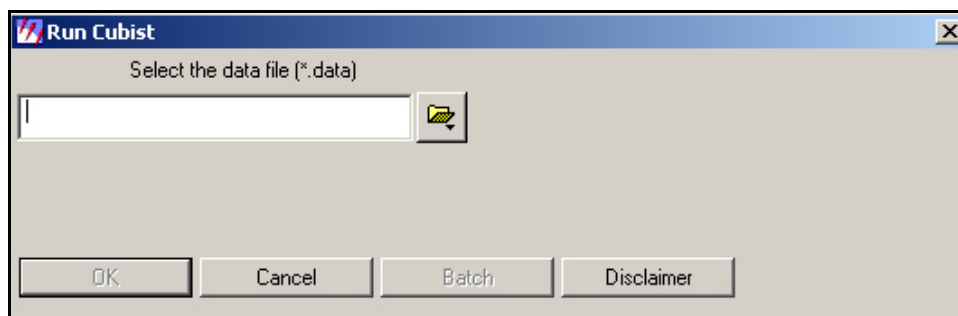 Run Cubist
Select the data file (*.data)
OK
Cancel
Batch
Disclaimer